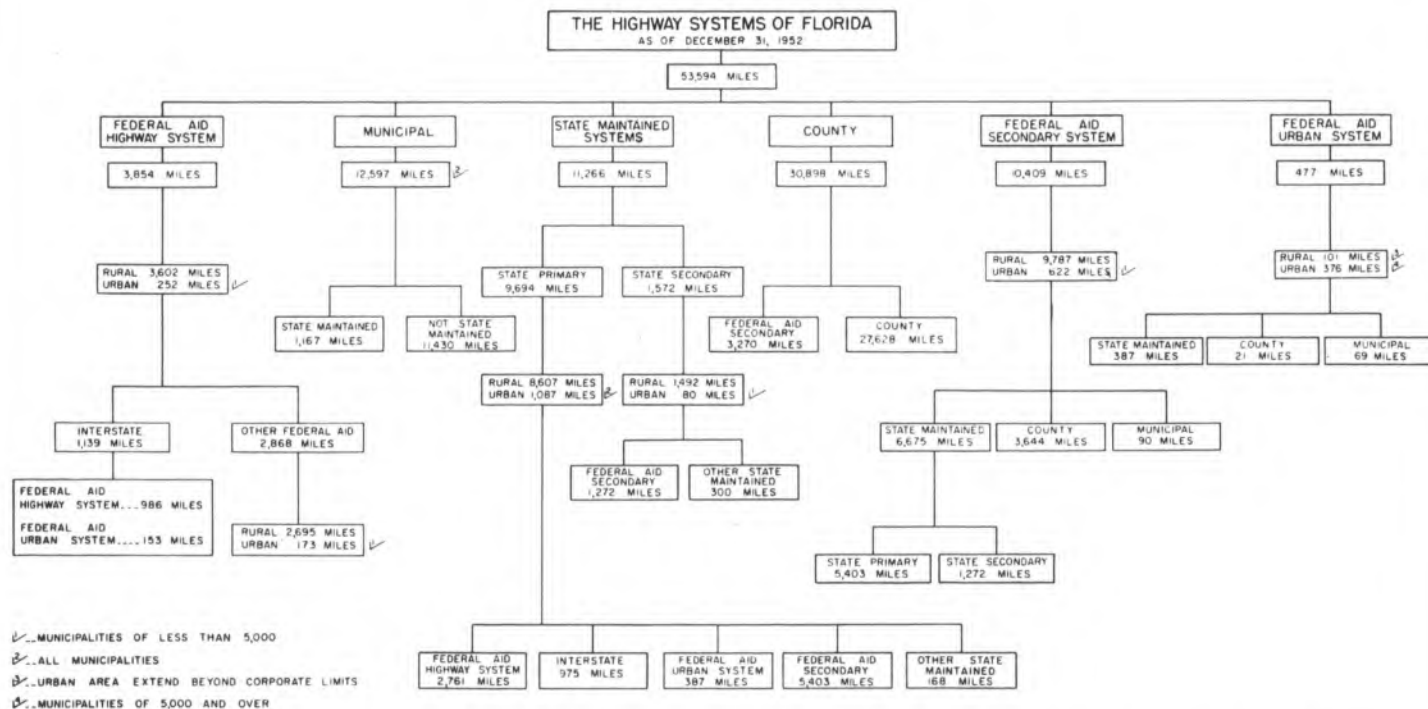 THE HIGHWAY SYSTEMS OF FLORIDA
AS OF DECEMBER 31, 1952
53,594 MILES
FEDERAL AID
HIGHWAY SYSTEM
3,854 MILES
RURAL 3,602 MILES
URBAN 252 MILES 1/
INTERSTATE
1,139 MILES
FEDERAL AID
HIGHWAY SYSTEM...986 MILES
FEDERAL AID
URBAN SYSTEM....153 MILES
OTHER FEDERAL AID
2,868 MILES
RURAL 2,695 MILES
URBAN 173 MILES 1/
MUNICIPAL
12,597 MILES 2/
STATE MAINTAINED
1,167 MILES
NOT STATE
MAINTAINED
11,430 MILES
STATE MAINTAINED
SYSTEMS
11,266 MILES
STATE PRIMARY
9,694 MILES
RURAL 8,607 MILES
URBAN 1,087 MILES 2/
STATE SECONDARY
1,572 MILES
RURAL 1,492 MILES
URBAN 80 MILES 1/
FEDERAL AID
SECONDARY
1,272 MILES
OTHER STATE
MAINTAINED
300 MILES
FEDERAL AID
HIGHWAY SYSTEM
2,761 MILES
INTERSTATE
975 MILES
FEDERAL AID
URBAN SYSTEM
387 MILES
FEDERAL AID
SECONDARY
5,403 MILES
OTHER STATE
MAINTAINED
168 MILES
COUNTY
30,898 MILES
FEDERAL AID
SECONDARY
3,270 MILES
COUNTY
27,628 MILES
FEDERAL AID
SECONDARY SYSTEM
10,409 MILES
RURAL 9,787 MILES
URBAN 622 MILES 1/
STATE MAINTAINED
6,675 MILES
COUNTY
3,644 MILES
MUNICIPAL
90 MILES
STATE PRIMARY
5,403 MILES
STATE SECONDARY
1,272 MILES
FEDERAL AID
URBAN SYSTEM
477 MILES
RURAL 101 MILES
URBAN 376 MILES
STATE MAINTAINED
387 MILES
COUNTY
21 MILES
MUNICIPAL
69 MILES
1/...MUNICIPALITIES OF LESS THAN 5,000
2/...ALL MUNICIPALITIES
3/...URBAN AREA EXTEND BEYOND CORPORATE LIMITS
4/...MUNICIPALITIES OF 5,000 AND OVER